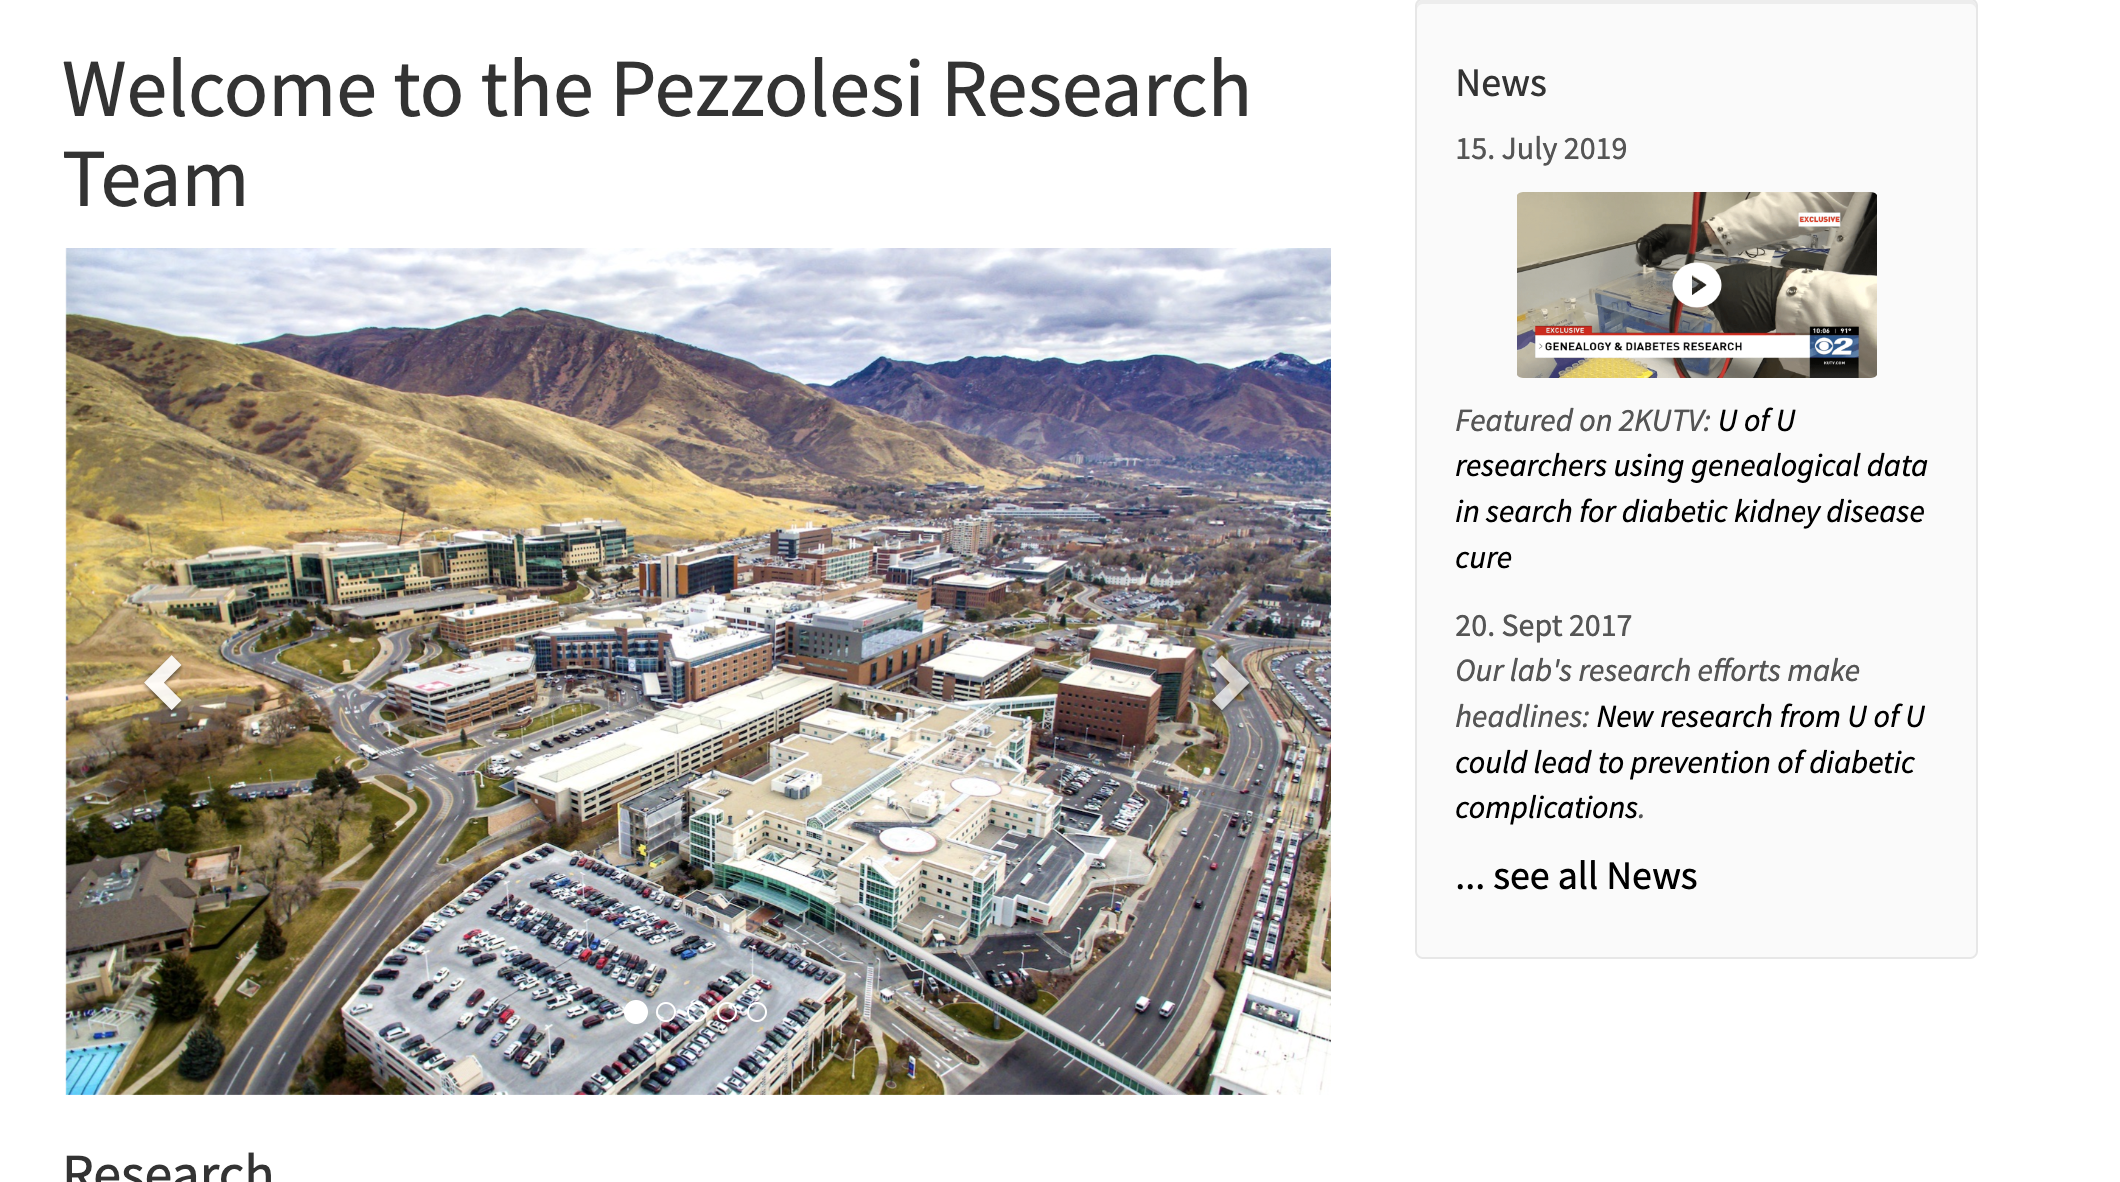 Welcome to the Pezzolesi Research
Team
News
15. July 2019
EXCLUSIVE
EXCLUSIVE
10:06 91°
GENEALOGY & DIABETES RESEARCH
2
KUTV.COM
Featured on 2KUTV: U of U
researchers using genealogical data
in search for diabetic kidney disease
cure
20. Sept 2017
Our lab's research efforts make
headlines: New research from U of U
could lead to prevention of diabetic
complications.
... see all News
Research